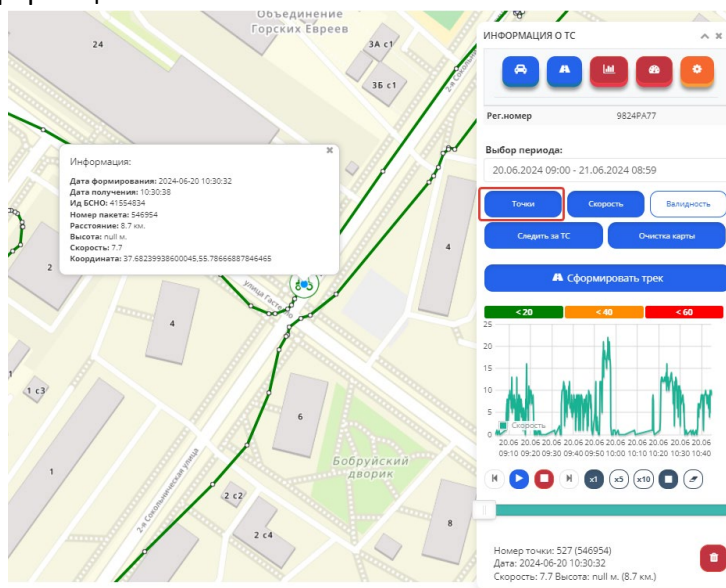 Объединение
Горских Евреев
24
3А с1
3Б с1
2-я Сокольни
Информация:
Дата формирования: 2024-06-20 10:30:32
Дата получения: 10:30:38
Ид БСНО: 41554834
Номер пакета: 546954
Расстояние: 8.7 км.
Высота: null м.
Скорость: 7.7
Координата: 37.68239938600045,55.78666887846465
2
4
улица Гасте
4
1 с3
6
1
Бобруйский
дворик
2-я Сокольническая улица
2 с2
2 с4
8
ИНФОРМАЦИЯ О ТС
Рег.номер 9824РА77
Выбор периода:
20.06.2024 09:00 - 21.06.2024 08:59
Точки Скорость Валидность
Следить за ТС Очистка карты
Сформировать трек
< 20 < 40 < 60
25
20
15
10
5
0
Скорость
20.06 20.06 20.06 20.06 20.06 20.06 20.06 20.06 20.06 20.06
09:10 09:20 09:30 09:40 09:50 10:00 10:10 10:20 10:30 10:40
x1 x5 x10
Номер точки: 527 (546954)
Дата: 2024-06-20 10:30:32
Скорость: 7.7 Высота: null м. (8.7 км.)